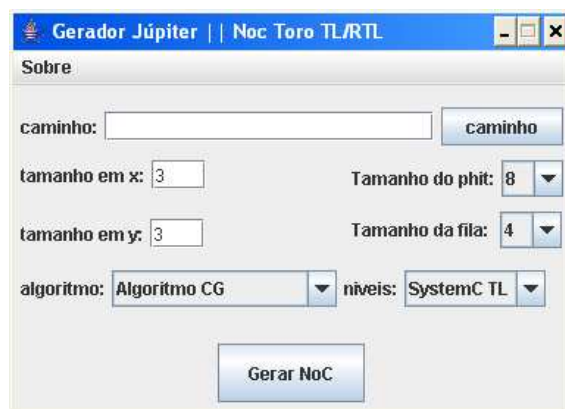 Gerador Júpiter || Noc Toro TL/RTL
Sobre
caminho: caminho
tamanho em x: 3 Tamanho do phit: 8
tamanho em y: 3 Tamanho da fila: 4
algoritmo: Algoritmo CG niveis: SystemC TL
Gerar NoC